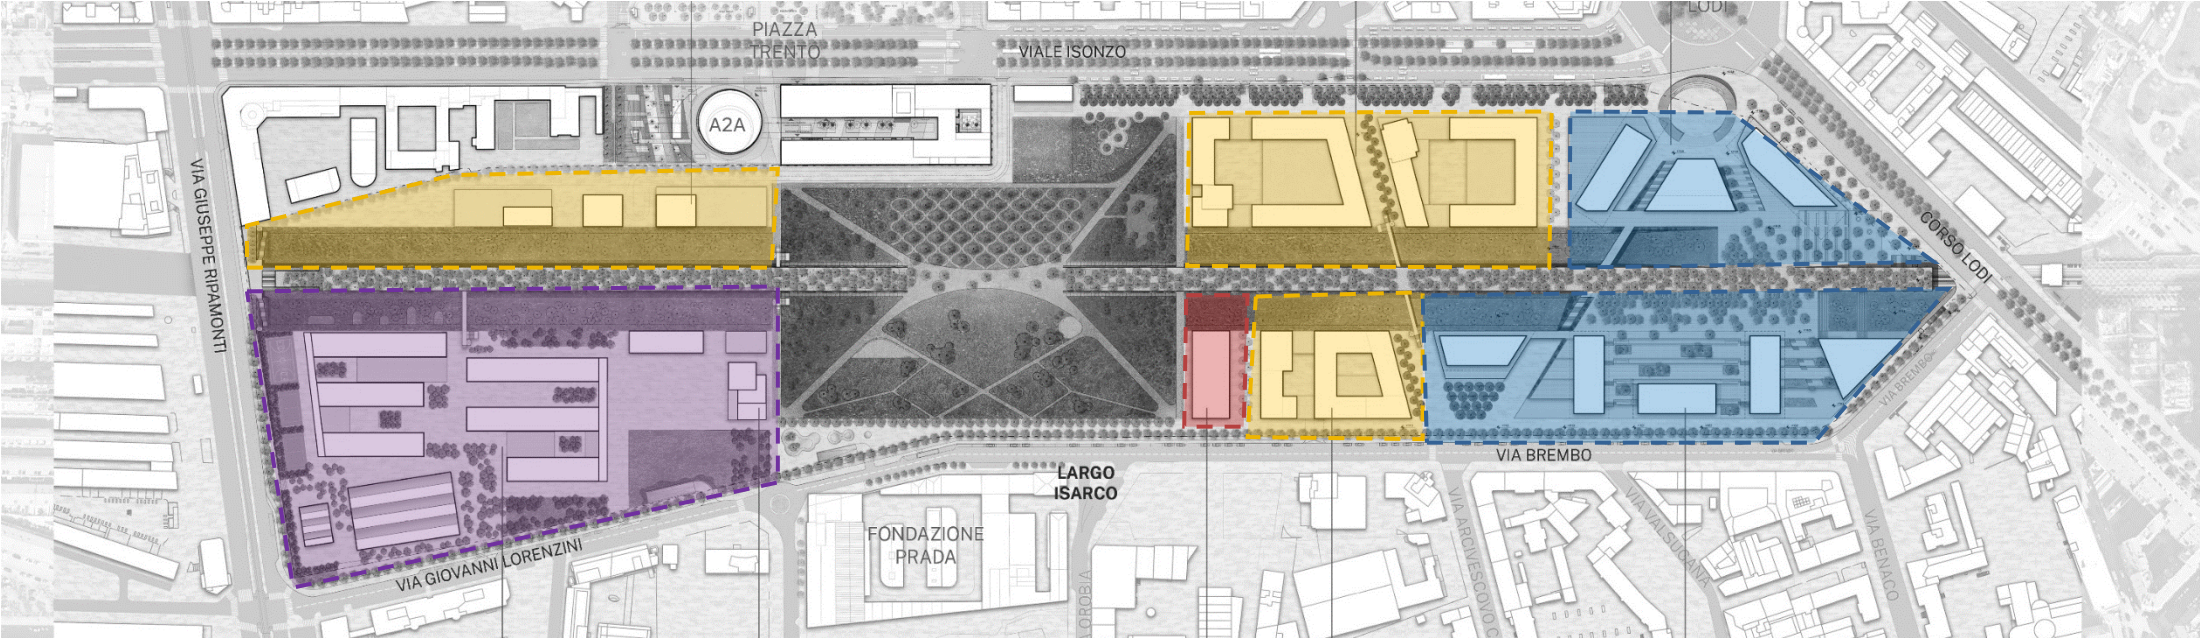 LODI
PIAZZA
TRENTO
VIALE ISONZO
A2A
VIA GIUSEPPE RIPAMONTI
CORSO LODI
VIA BREMBO
VIA BREMBO
LARGO
ISARCO
FONDAZIONE
PRADA
VIA GIOVANNI LORENZINI
VIA ARCIVESCOVO C
VIA VALSUGANA
VIA BENACO
A OROBIA